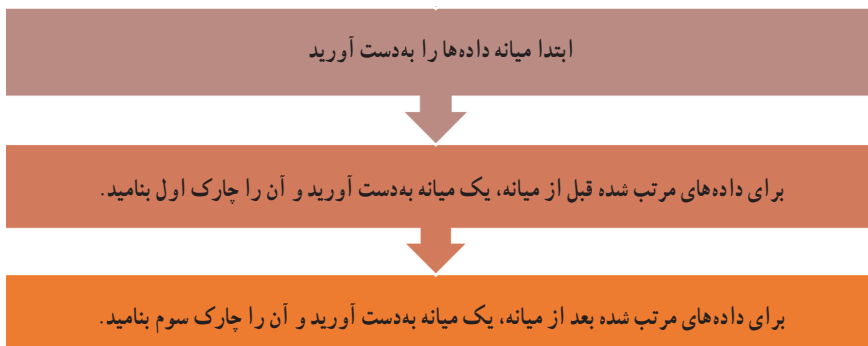 ابتدا میانه داده‌ها را به‌دست آورید
برای داده‌های مرتب شده قبل از میانه، یک میانه به‌دست آورید و آن را چارک اول بنامید.
برای داده‌های مرتب شده بعد از میانه، یک میانه به‌دست آورید و آن را چارک سوم بنامید.